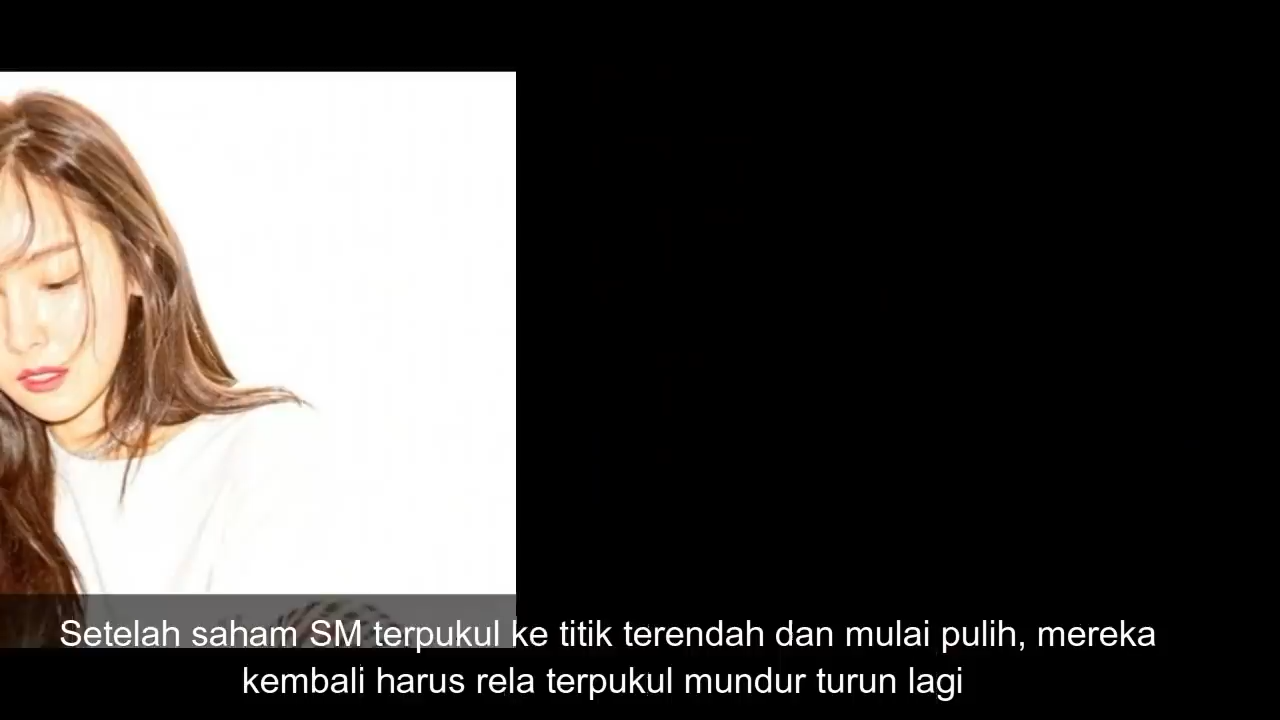 Setelah saham SM terpukul ke titik terendah dan mulai pulih, mereka
kembali harus rela terpukul mundur turun lagi